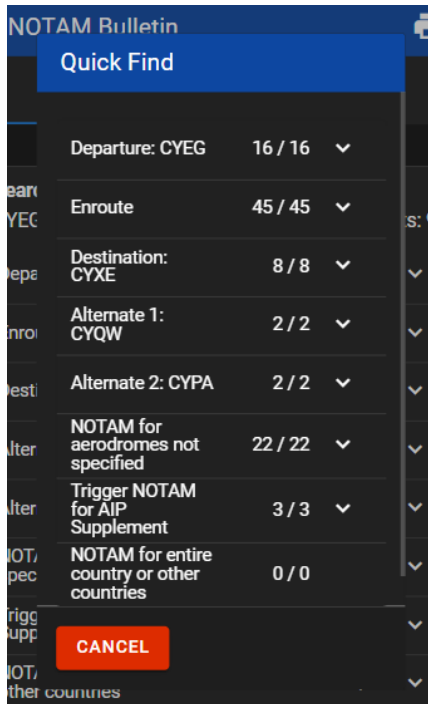 NOTAM Bulletin
Quick Find
Departure: CYEG 16 / 16
Enroute 45 / 45
Destination:
CYXE 8 / 8
Alternate 1:
CYQW 2 / 2
Alternate 2: CYPA 2 / 2
NOTAM for
aerodromes not
specified 22 / 22
Trigger NOTAM
for AIP
Supplement 3 / 3
NOTAM for entire
country or other
countries 0 / 0
CANCEL
other countries